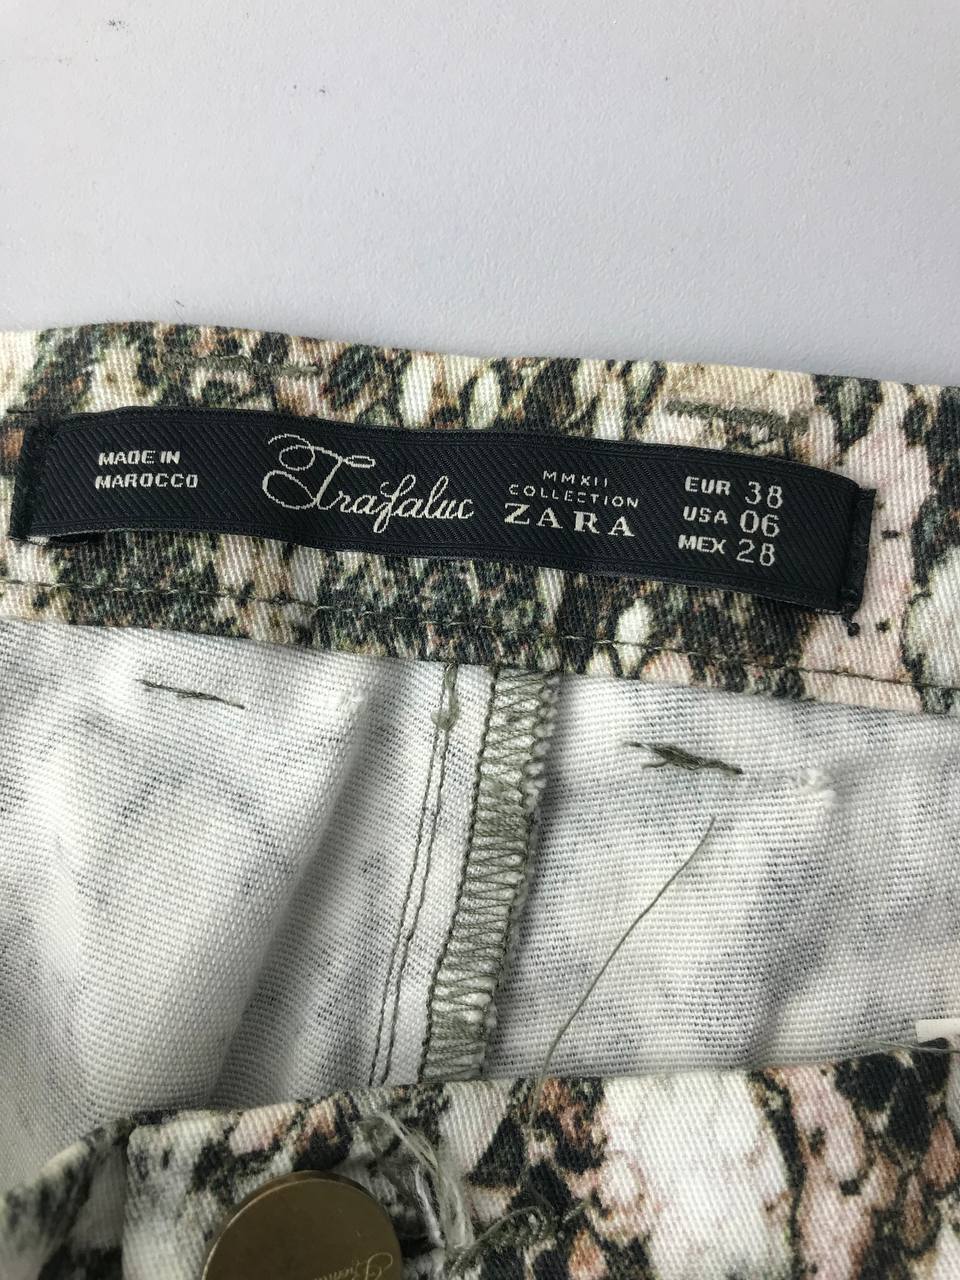 MADE IN
MAROCCO
Trafaluc
MMXII
COLLECTION
ZARA
EUR 38
USA 06
MEX 28